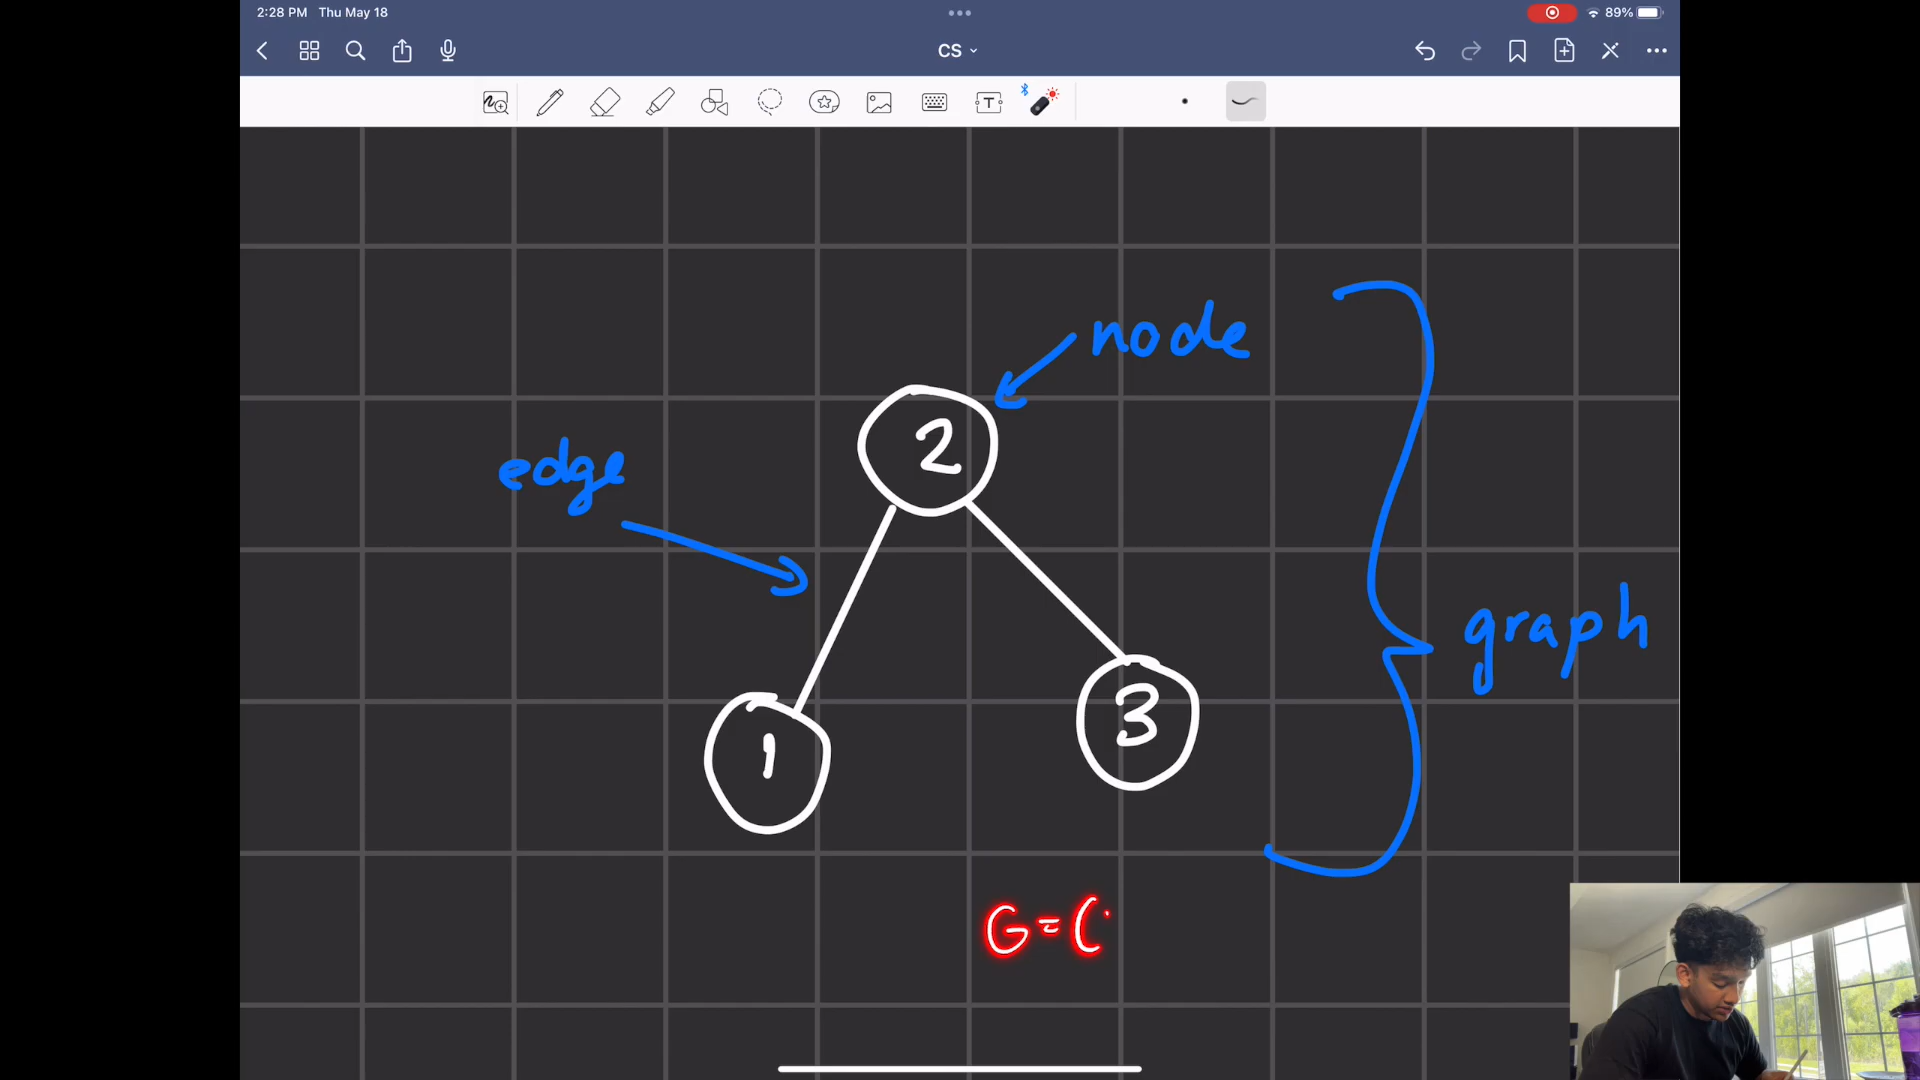 2:28 PM Thu May 18
89%
CS
T
node
2
edge
graph
3
1
G=(